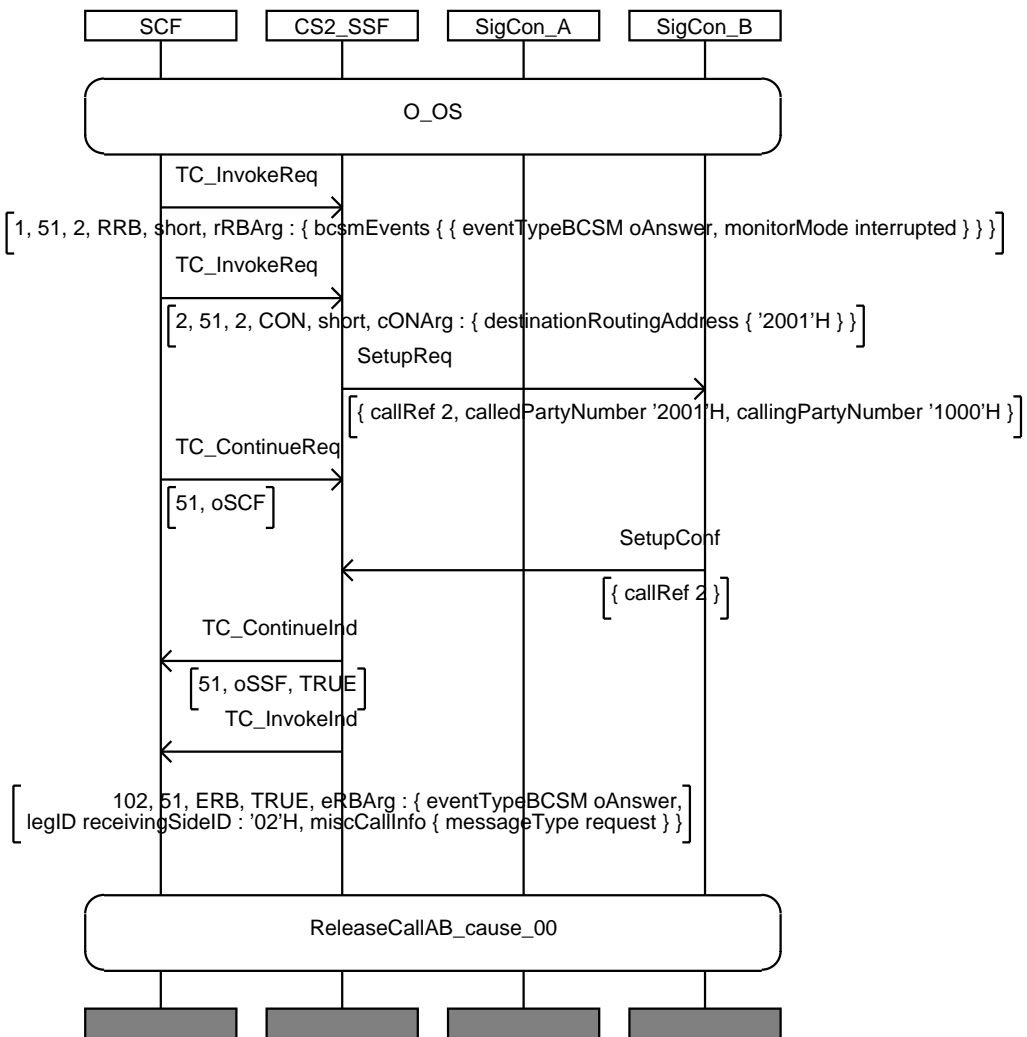 SCF CS2_SSF SigCon_A SigCon_B
O_OS
TC_InvokeReq
1, 51, 2, RRB, short, rRBArg : { bcsmEvents { { eventTypeBCSM oAnswer, monitorMode interrupted } } }
TC_InvokeReq
2, 51, 2, CON, short, cONArg : { destinationRoutingAddress { '2001'H } }
SetupReq
{ callRef 2, calledPartyNumber '2001'H, callingPartyNumber '1000'H }
TC_ContinueReq
51, oSCF
SetupConf
{ callRef 2 }
TC_ContinueInd
51, oSSF, TRUE
TC_InvokeInd
102, 51, ERB, TRUE, eRBArg : { eventTypeBCSM oAnswer,
legID receivingSideID : '02'H, miscCallInfo { messageType request } }
ReleaseCallAB_cause_00